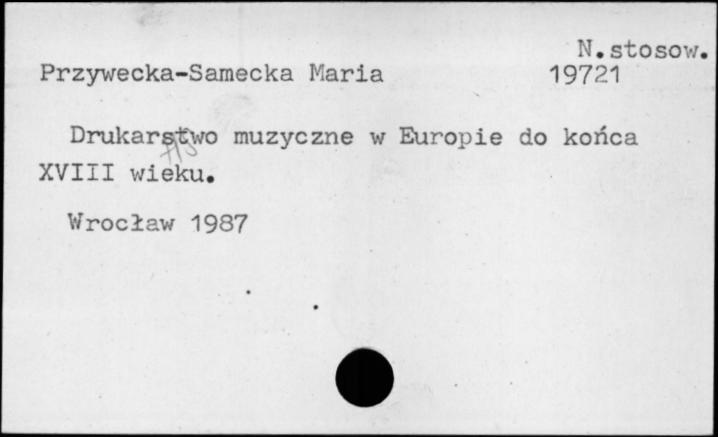 N.stosow.
Przywecka-Samecka Maria 19721
Drukarstwo muzyczne w Europie do końca
XVIII wieku.
Wrocław 1987